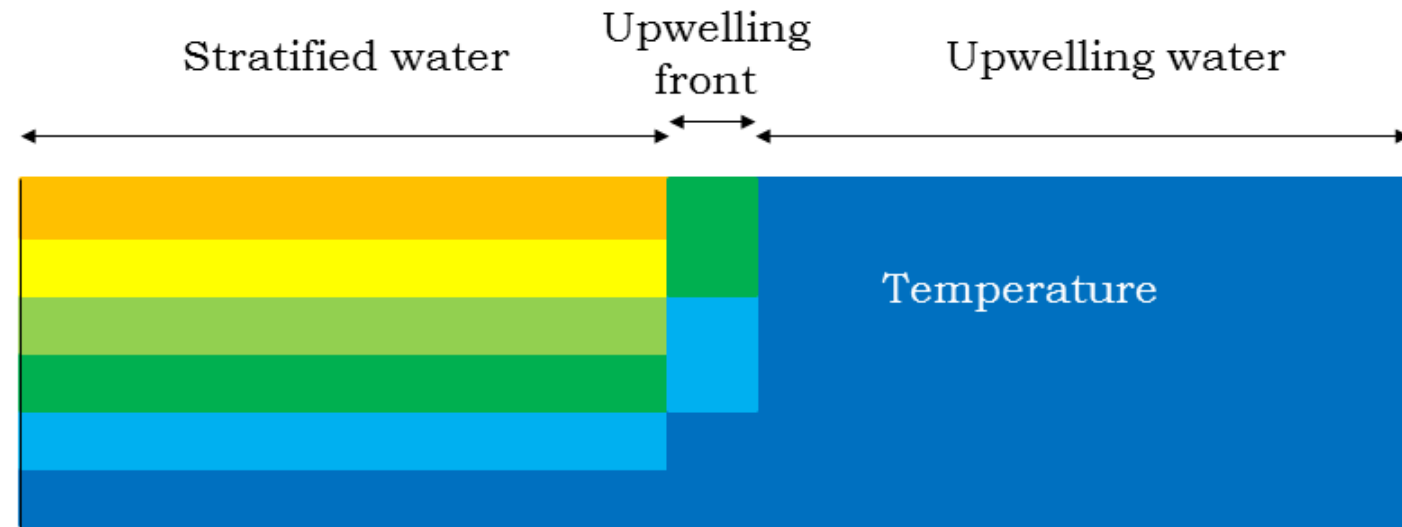 Stratified water
Upwelling
front
Upwelling water
Temperature